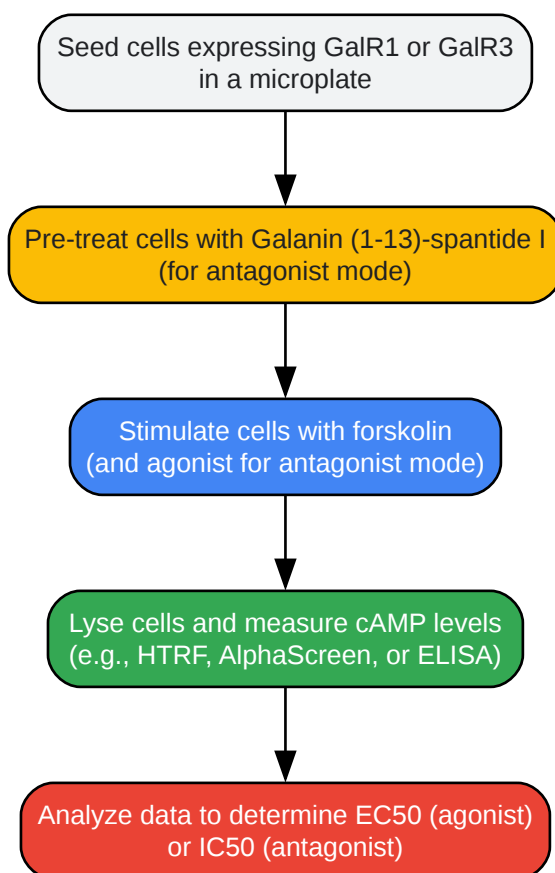 Seed cells expressing GalR1 or GalR3
in a microplate
Pre-treat cells with Galanin (1-13)-spantide I
(for antagonist mode)
Stimulate cells with forskolin
(and agonist for antagonist mode)
Lyse cells and measure cAMP levels
(e.g., HTRF, AlphaScreen, or ELISA)
Analyze data to determine EC50 (agonist)
or IC50 (antagonist)